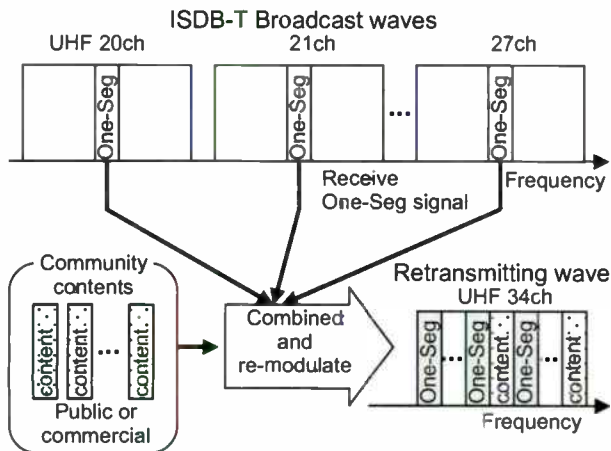 ISDB-T Broadcast waves
UHF 20ch
21ch
27ch
One-Seg
One-Seg
...
One-Seg
Receive
One-Seg signal
Frequency
Community
contents
content
content
...
content
Public or
commercial
Combined
and
re-modulate
Retransmitting wave
UHF 34ch
One-Seg
...
One-Seg
content
One-Seg
...
content
Frequency